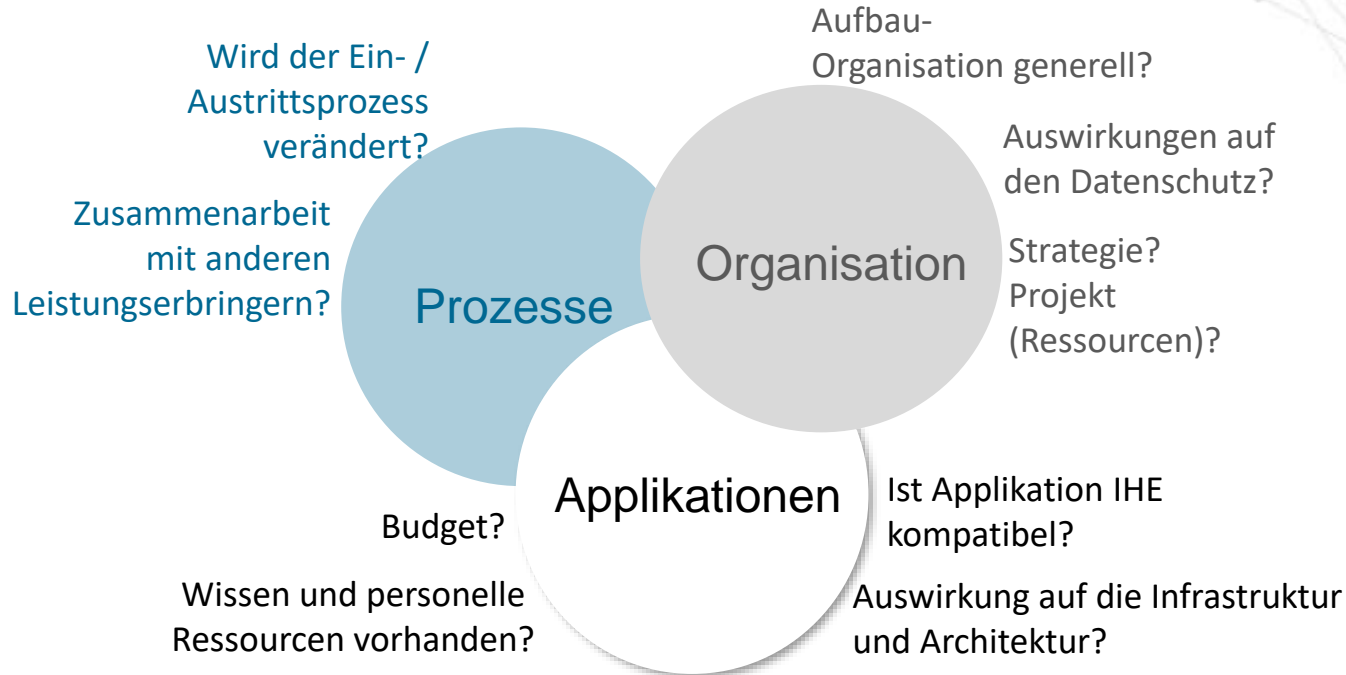 Wird der Ein- /
Austrittsprozess
verändert?
Zusammenarbeit
mit anderen
Leistungserbringern?
Prozesse
Aufbau-
Organisation generell?
Auswirkungen auf
den Datenschutz?
Strategie?
Projekt
(Ressourcen)?
Organisation
Applikationen
Budget?
Wissen und personelle
Ressourcen vorhanden?
Ist Applikation IHE
kompatibel?
Auswirkung auf die Infrastruktur
und Architektur?